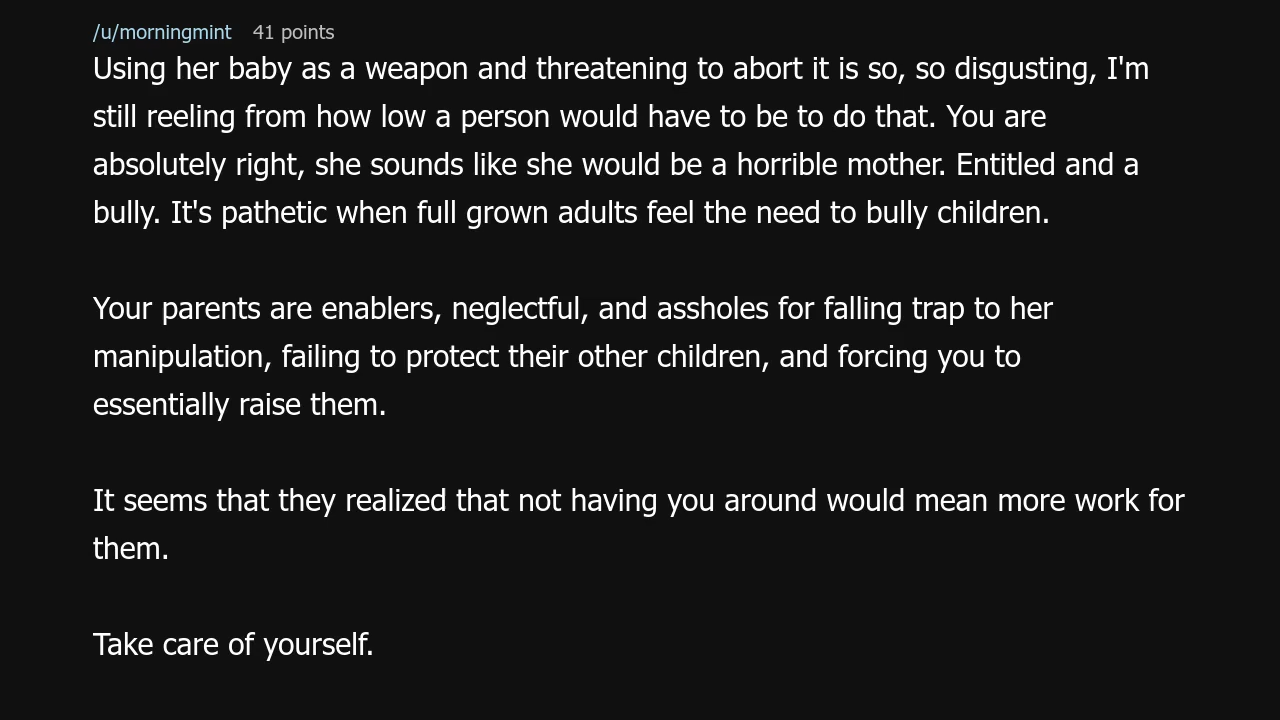 /u/morningmint 41 points
Using her baby as a weapon and threatening to abort it is so, so disgusting, I'm
still reeling from how low a person would have to be to do that. You are
absolutely right, she sounds like she would be a horrible mother. Entitled and a
bully. It's pathetic when full grown adults feel the need to bully children.
Your parents are enablers, neglectful, and assholes for falling trap to her
manipulation, failing to protect their other children, and forcing you to
essentially raise them.
It seems that they realized that not having you around would mean more work for
them.
Take care of yourself.